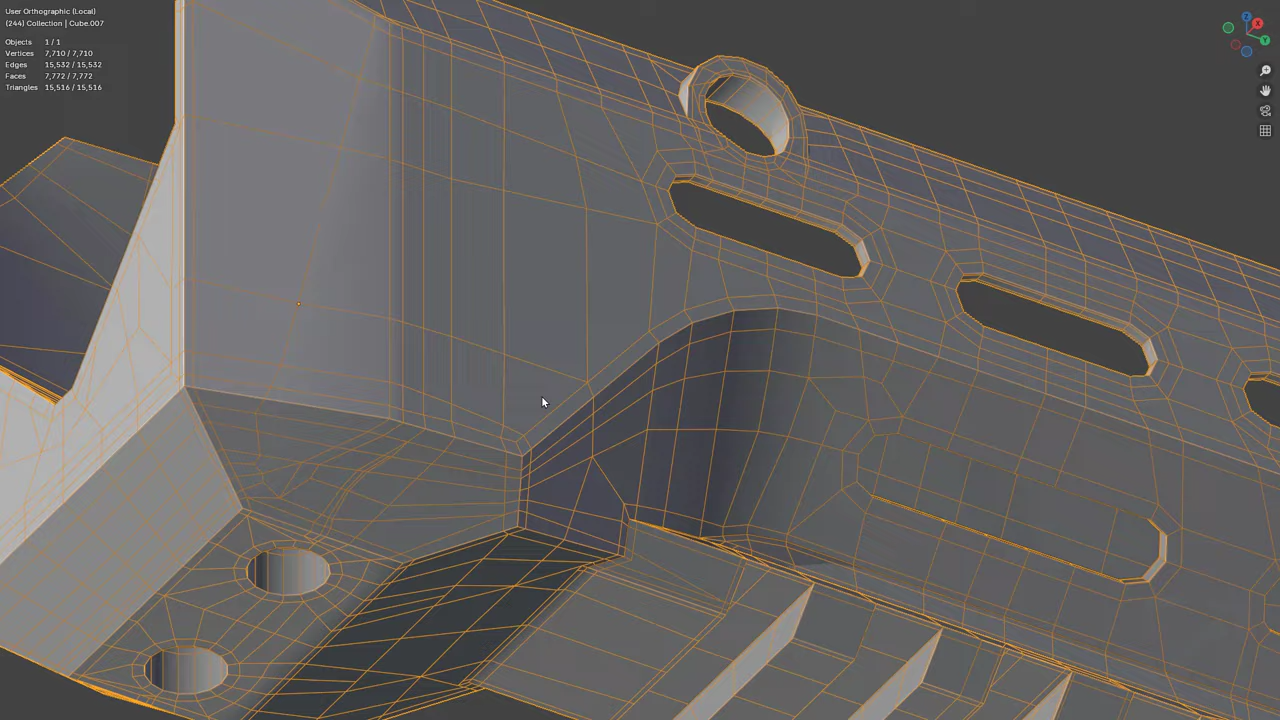 User Orthographic (Local)
(244) Collection | Cube.007
Objects 1 / 1
Vertices 7,710 / 7,710
Edges 15,532 / 15,532
Faces 7,772 / 7,772
Triangles 15,516 / 15,516
Z
X
Y